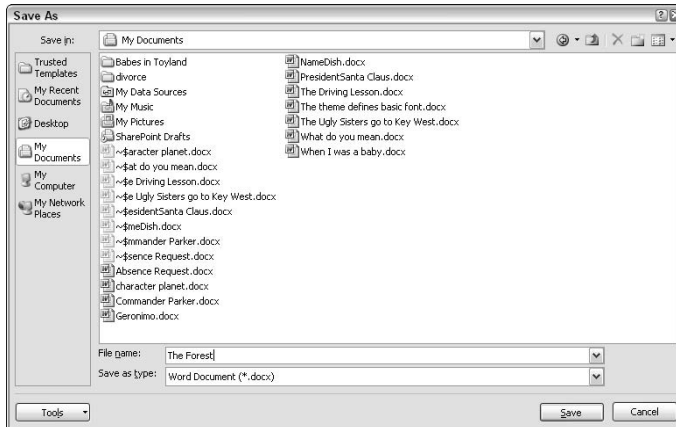 Save As
Save in:
My Documents
Trusted
Templates
My Recent
Documents
Desktop
My
Documents
My
Computer
My Network
Places
Babes in Toyland
divorce
My Data Sources
My Music
My Pictures
SharePoint Drafts
~$aracter planet.docx
~$at do you mean.docx
~$e Driving Lesson.docx
~$e Ugly Sisters go to Key West.docx
~$esidentSanta Claus.docx
~$meDish.docx
~$mmander Parker.docx
~$sence Request.docx
Absence Request.docx
character planet.docx
Commander Parker.docx
Geronimo.docx
NameDish.docx
PresidentSanta Claus.docx
The Driving Lesson.docx
The theme defines basic font.docx
The Ugly Sisters go to Key West.docx
What do you mean.docx
When I was a baby.docx
File name:
The Forest
Save as type:
Word Document (*.docx)
Tools
Save
Cancel